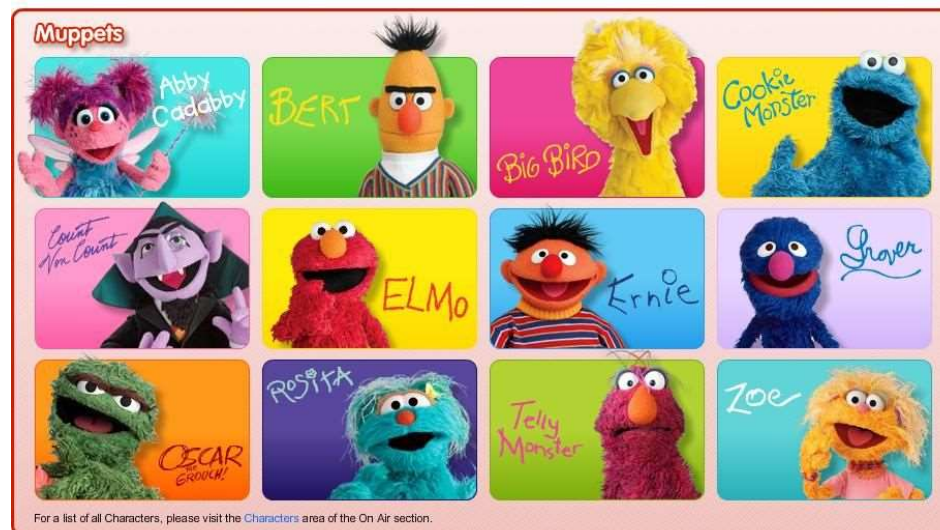 Muppets
Abby
Cadabby
BERT
BIG BIRD
Cookie
Monster
Count
Von Count
ELMO
Ernie
Grover
OSCAR
THE
GROUCH!
ROSITA
Telly
Monster
Zoe
For a list of all Characters, please visit the Characters area of the On Air section.